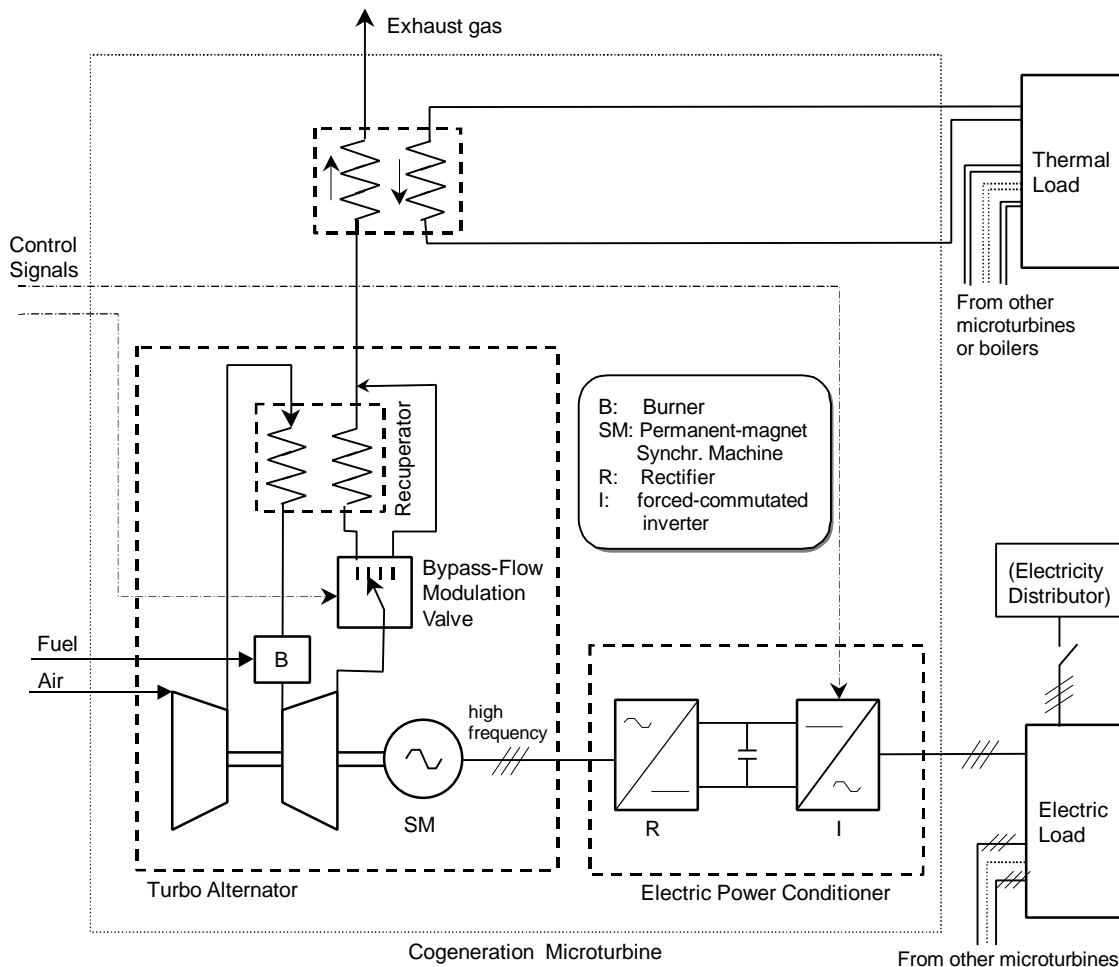 Exhaust gas
Thermal
Load
Control
Signals
From other
microturbines
or boilers
B: Burner
SM: Permanent-magnet
Synchr. Machine
R: Rectifier
I: forced-commutated
inverter
Recuperator
Bypass-Flow
Modulation
Valve
(Electricity
Distributor)
Fuel
B
Air
high
frequency
SM
R
I
Electric
Load
Turbo Alternator
Electric Power Conditioner
Cogeneration Microturbine
From other microturbines